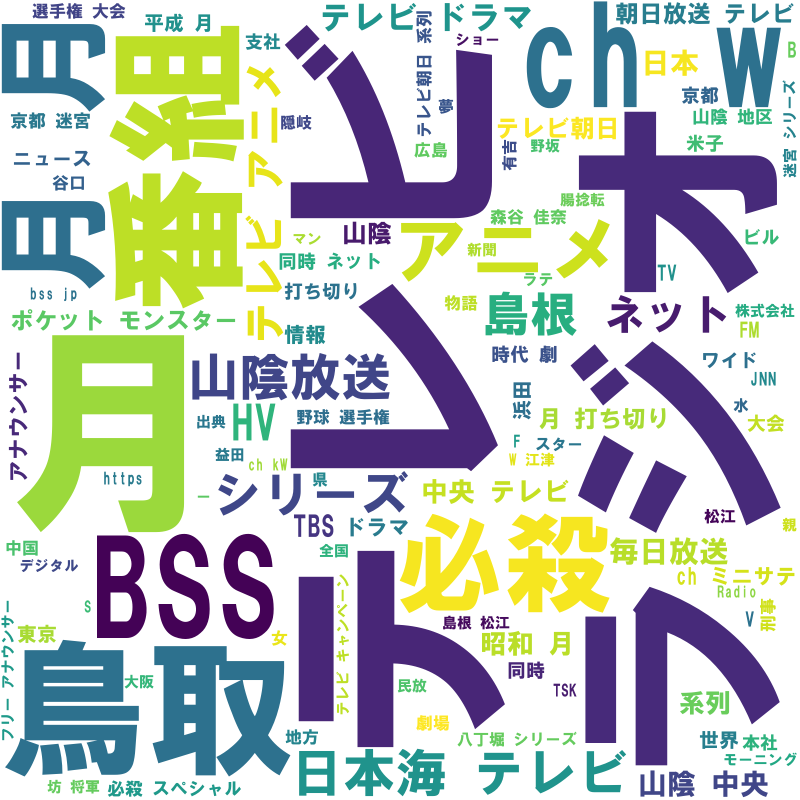 選手権 大会
平成 月
支社
テレビ ドラマ
テレビ朝日 系列
ショー
ch
W
朝日放送 テレビ
B
月
番組
テレビ
ラジオ
夢
日本
京都
山陰 地区
迷宮 シリーズ
京都 迷宮
テレビ アニメ
隠岐
広島
有吉
テレビ朝日
野坂
米子
ニュース
谷口
月
マン
山陰
アニメ
森谷 佳奈
腸捻転
新聞
ビル
bss jp
同時 ネット
打ち切り
ラテ
TV
ポケット モンスター
情報
物語
島根
ネット
株式会社
FM
月
山陰放送
時代 劇
ワイド
JNN
アナウンサー
出典
HV
野球 選手権
浜田
月 打ち切り
水
大会
益田
ch kW
F
スター
W 江津
https
シリーズ
県
中央 テレビ
ー
TBS ドラマ
松江
親
中国
デジタル
BSS
全国
必殺
毎日放送
ch ミニサテ
Radio
S
テレビ キャンペーン
V
刑事
フリー アナウンサー
東京
女
島根 松江
昭和 月
同時
鳥取
大阪
民放
TSK
系列
地方
劇場
八丁堀 シリーズ
世界
本社
モーニング
坊 将軍
必殺 スペシャル
日本海 テレビ
山陰 中央